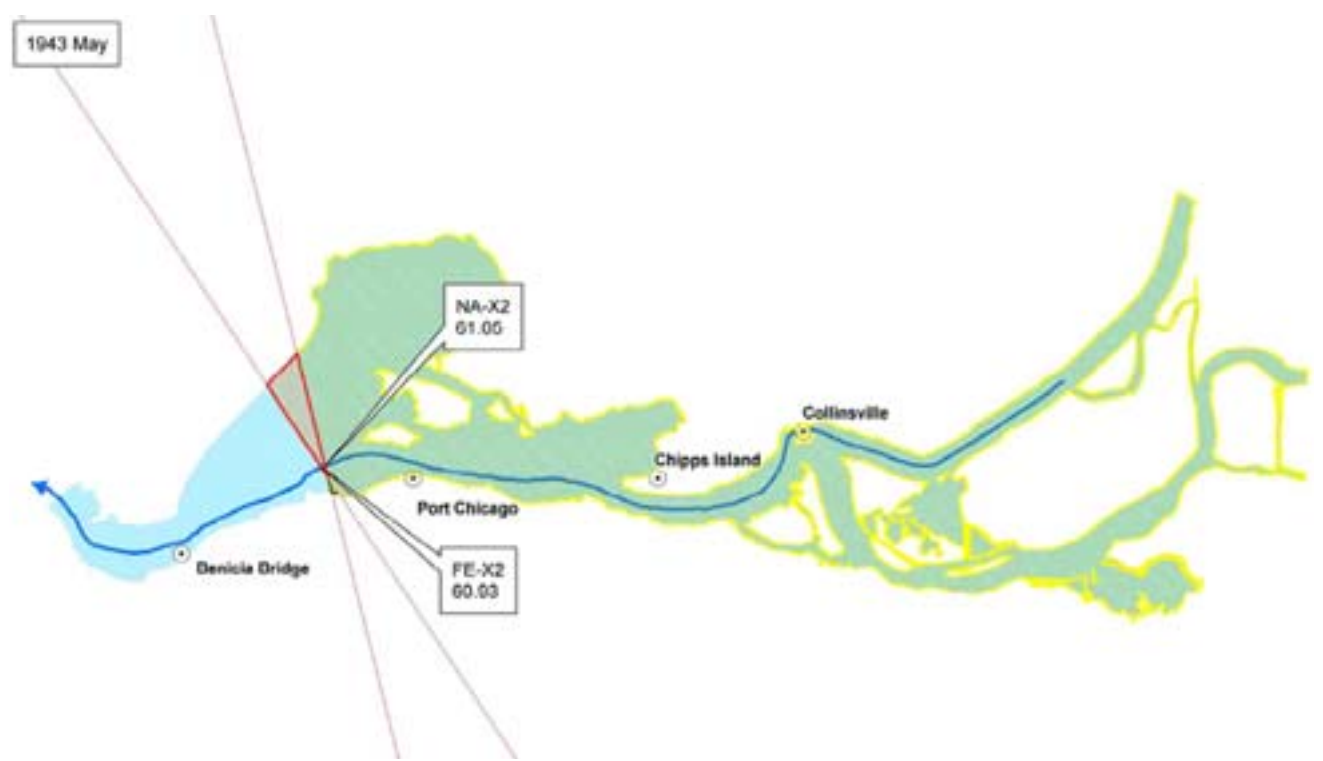 1943 May
NA-X2
61.05
Collinsville
Chipps Island
Port Chicago
Benicia Bridge
FE-X2
60.03